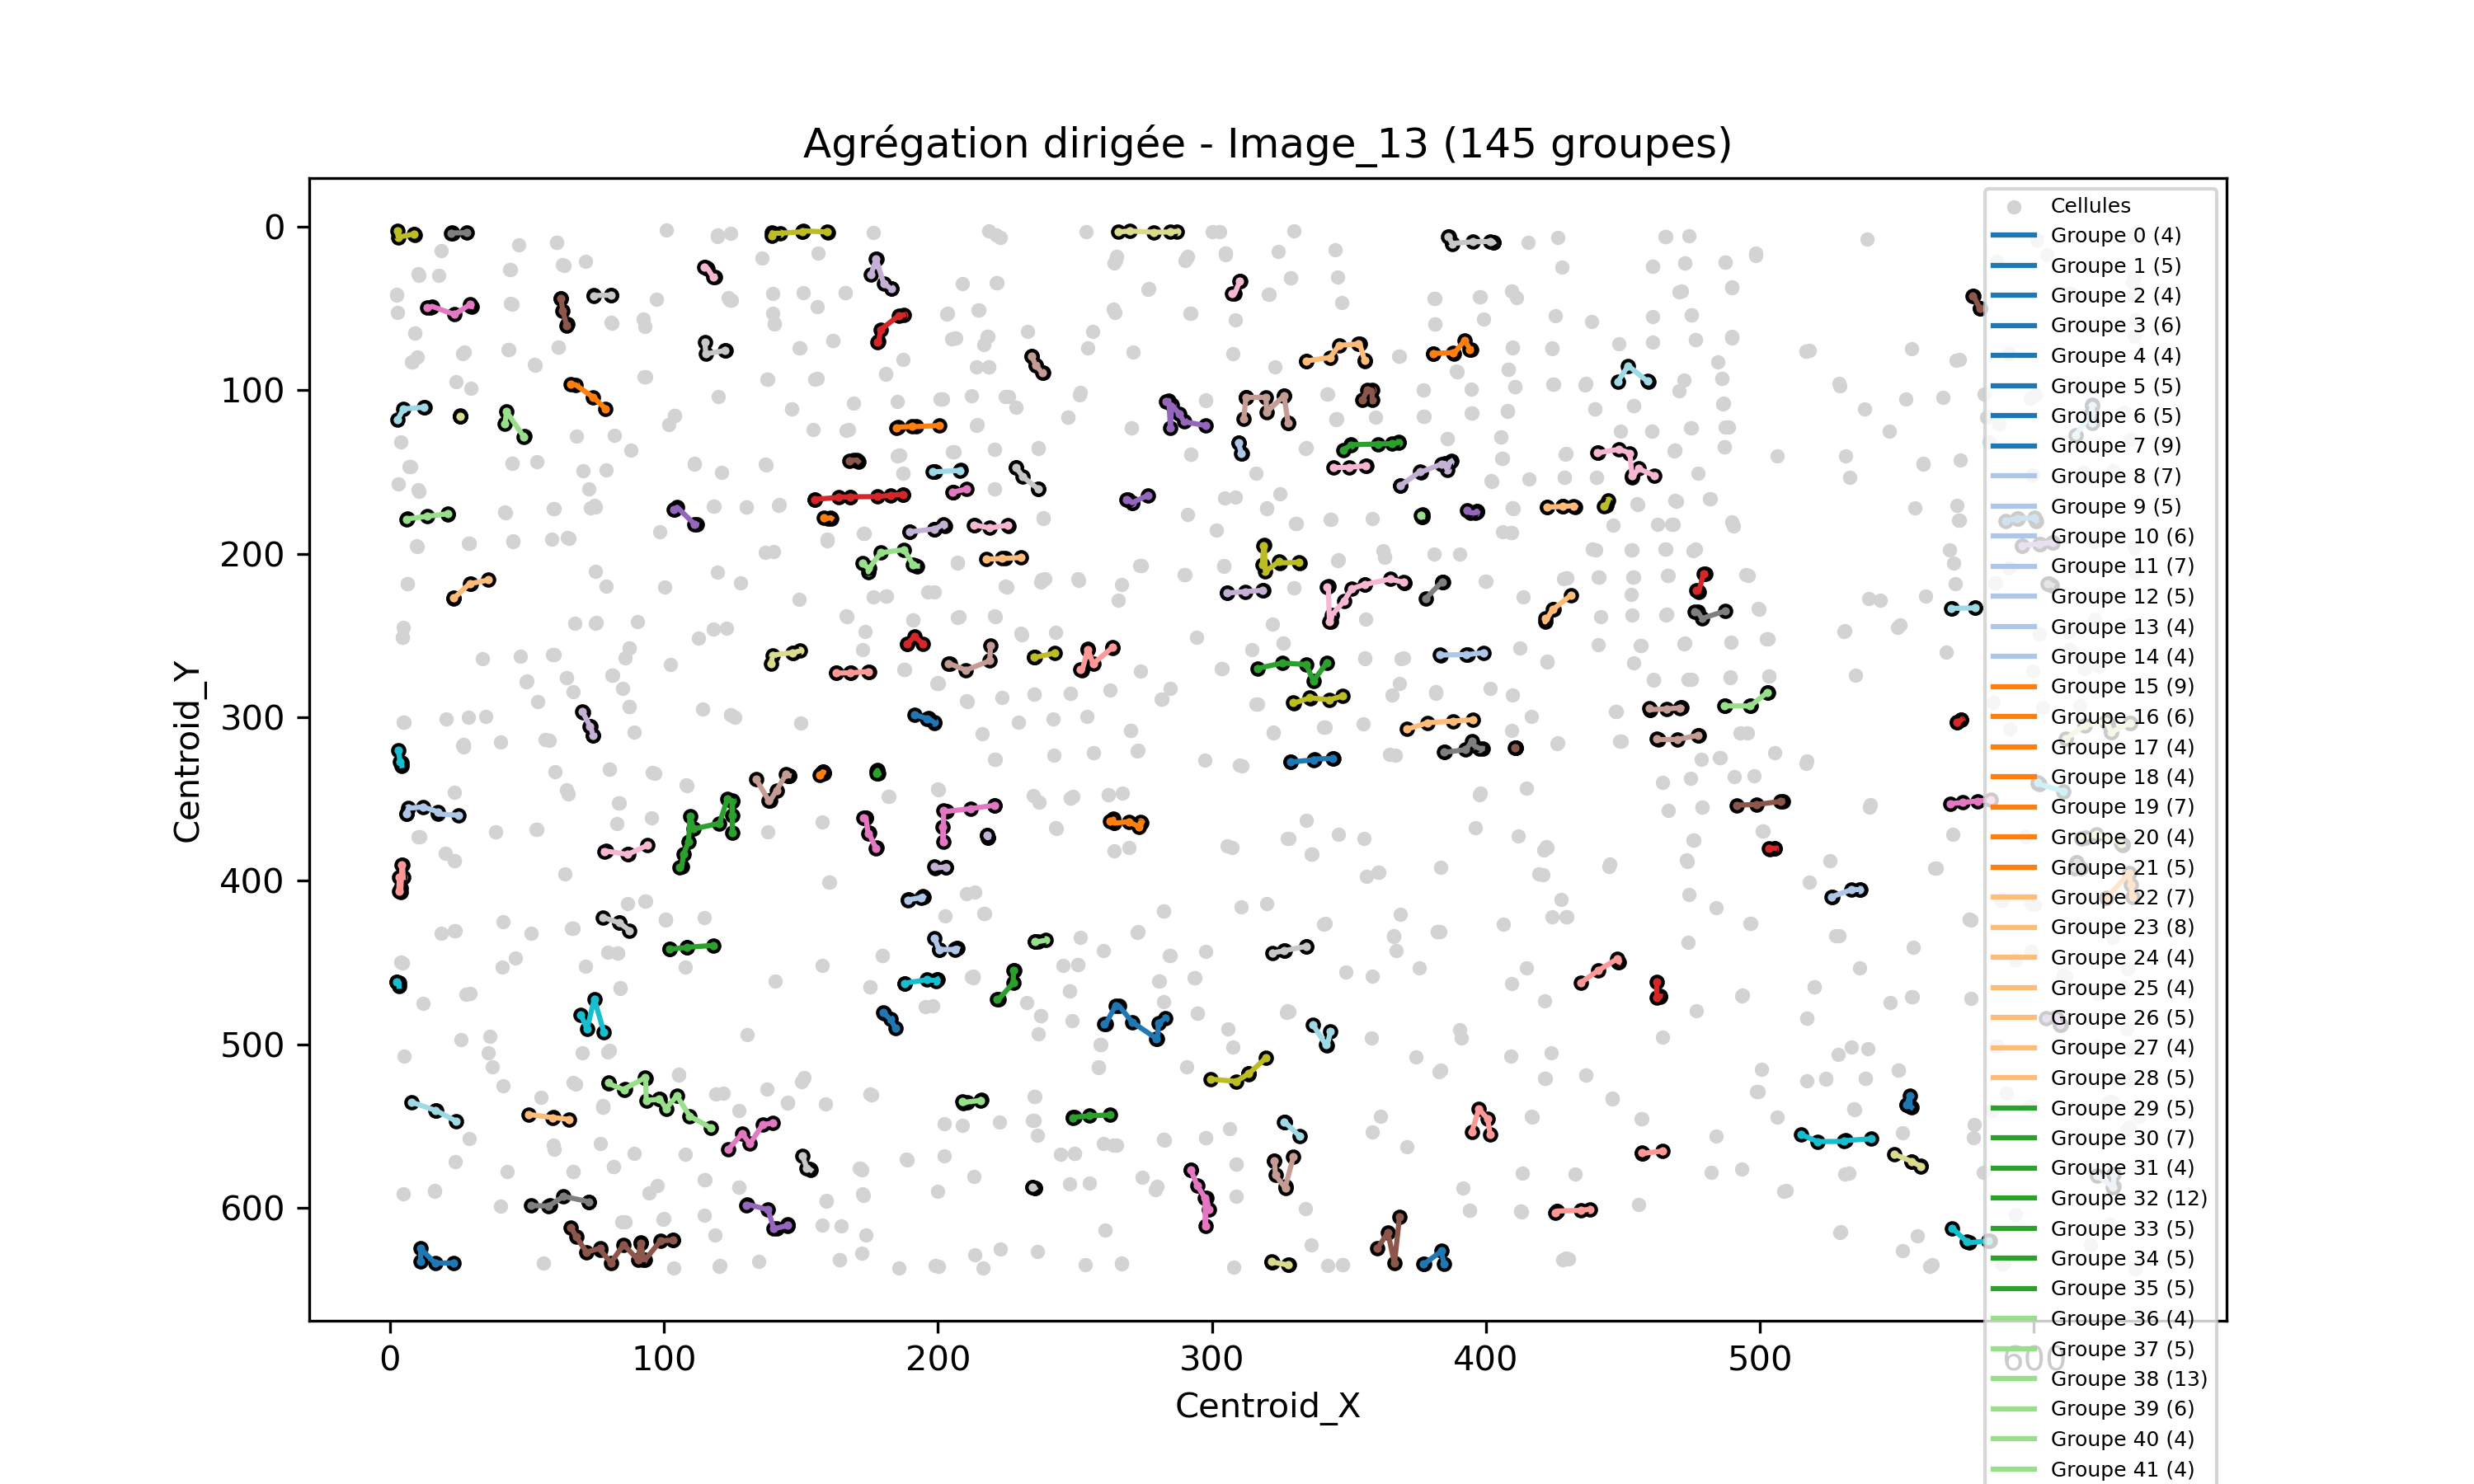 Agrégation dirigée - Image_13 (145 groupes)
Centroid_Y
0
100
200
300
400
500
600
0
100
200
300
400
500
600
Centroid_X
Cellules
Groupe 0 (4)
Groupe 1 (5)
Groupe 2 (4)
Groupe 3 (6)
Groupe 4 (4)
Groupe 5 (5)
Groupe 6 (5)
Groupe 7 (9)
Groupe 8 (7)
Groupe 9 (5)
Groupe 10 (6)
Groupe 11 (7)
Groupe 12 (5)
Groupe 13 (4)
Groupe 14 (4)
Groupe 15 (9)
Groupe 16 (6)
Groupe 17 (4)
Groupe 18 (4)
Groupe 19 (7)
Groupe 20 (4)
Groupe 21 (5)
Groupe 22 (7)
Groupe 23 (8)
Groupe 24 (4)
Groupe 25 (4)
Groupe 26 (5)
Groupe 27 (4)
Groupe 28 (5)
Groupe 29 (5)
Groupe 30 (7)
Groupe 31 (4)
Groupe 32 (12)
Groupe 33 (5)
Groupe 34 (5)
Groupe 35 (5)
Groupe 36 (4)
Groupe 37 (5)
Groupe 38 (13)
Groupe 39 (6)
Groupe 40 (4)
Groupe 41 (4)